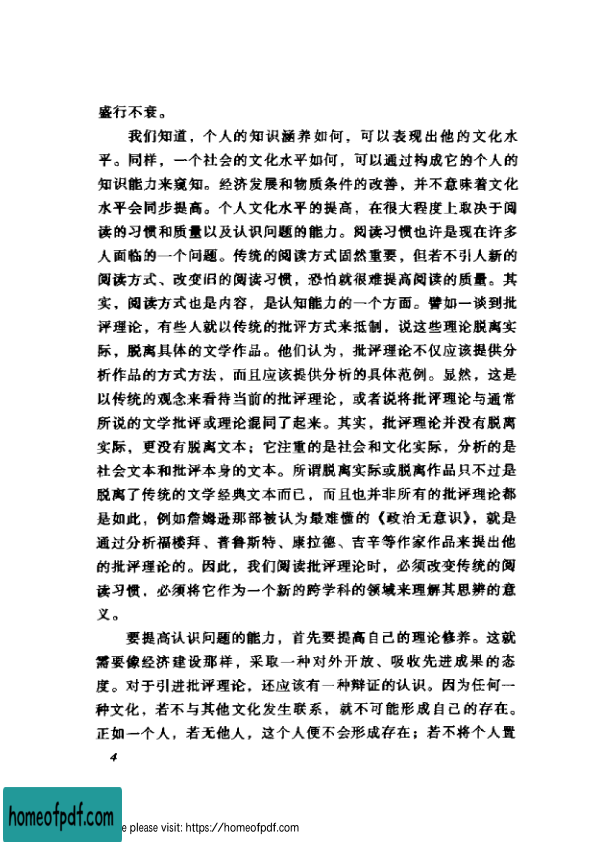 盛行不衰。
我们知道，个人的知识涵养如何，可以表现出他的文化水
平。同样，一个社会的文化水平如何，可以通过构成它的个人的
知识能力来窥知。经济发展和物质条件的改善，并不意味着文化
水平会同步提高。个人文化水平的提高，在很大程度上取决于阅
读的习惯和质量以及认识问题的能力。阅读习惯也许是现在许多
人面临的一个问题。传统的阅读方式固然重要，但若不引人新的
阅读方式、改变旧的阅读习惯，恐怕就很难提高阅读的质量。其
实，阅读方式也是内容，是认知能力的一个方面。譬如一谈到批
评理论，有些人就以传统的批评方式来抵制，说这些理论脱离实
际，脱离具体的文学作品。他们认为，批评理论不仅应该提供分
析作品的方式方法，而且应该提供分析的具体范例。显然，这是
以传统的观念来看待当前的批评理论，或者说将批评理论与通常
所说的文学批评或理论混同了起来。其实，批评理论并没有脱离
实际，更没有脱离文本；它注重的是社会和文化实际，分析的是
社会文本和批评本身的文本。所谓脱离实际或脱离作品只不过是
脱离了传统的文学经典文本而已，而且也并非所有的批评理论都
是如此，例如詹姆逊那部被认为最难懂的《政治无意识》，就是
通过分析福楼拜、普鲁斯特、康拉德、吉辛等作家作品来提出他
的批评理论的。因此，我们阅读批评理论时，必须改变传统的阅
读习惯，必须将它作为一个新的跨学科的领域来理解其思辨的意
义。
要提高认识问题的能力，首先要提高自己的理论修养。这就
需要像经济建设那样，采取一种对外开放、吸收先进成果的态
度。对于引进批评理论，还应该有一种辩证的认识。因为任何一
种文化，若不与其他文化发生联系，就不可能形成自己的存在。
正如一个人，若无他人，这个人便不会形成存在；若不将个人置
4
homeofpdf.com
e please visit: https://homeofpdf.com